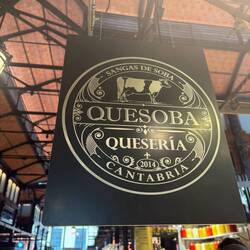 SANGAS DE SOBA
QUESOBA
QUESERÍA
2014
CANTABRIA